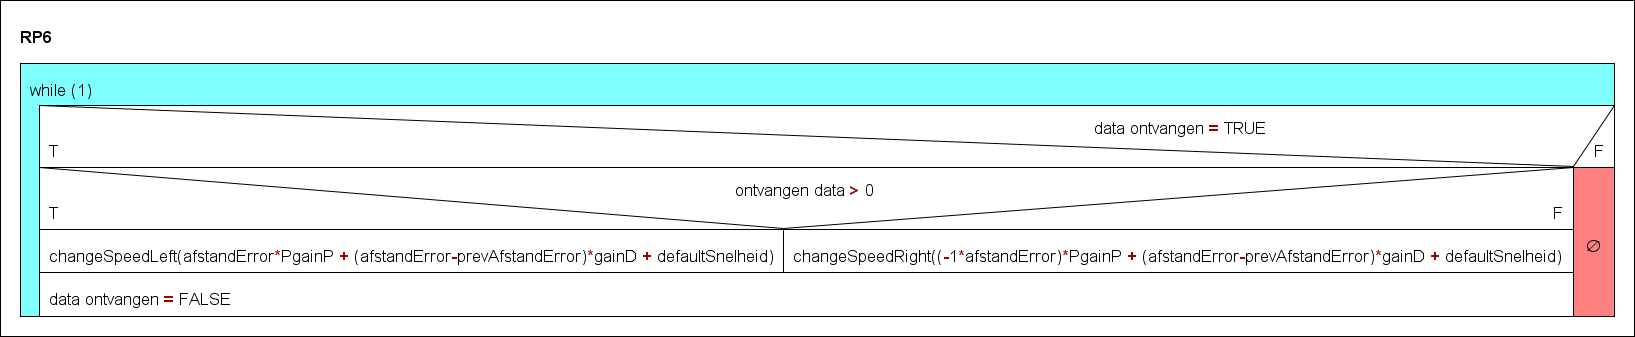 RP6
while (1)
data ontvangen = TRUE
T
F
ontvangen data > 0
T
F
changeSpeedLeft(afstandError*PgainP + (afstandError-prevAfstandError)*gainD + defaultSnelheid)
changeSpeedRight((-1*afstandError)*PgainP + (afstandError-prevAfstandError)*gainD + defaultSnelheid)
∅
data ontvangen = FALSE